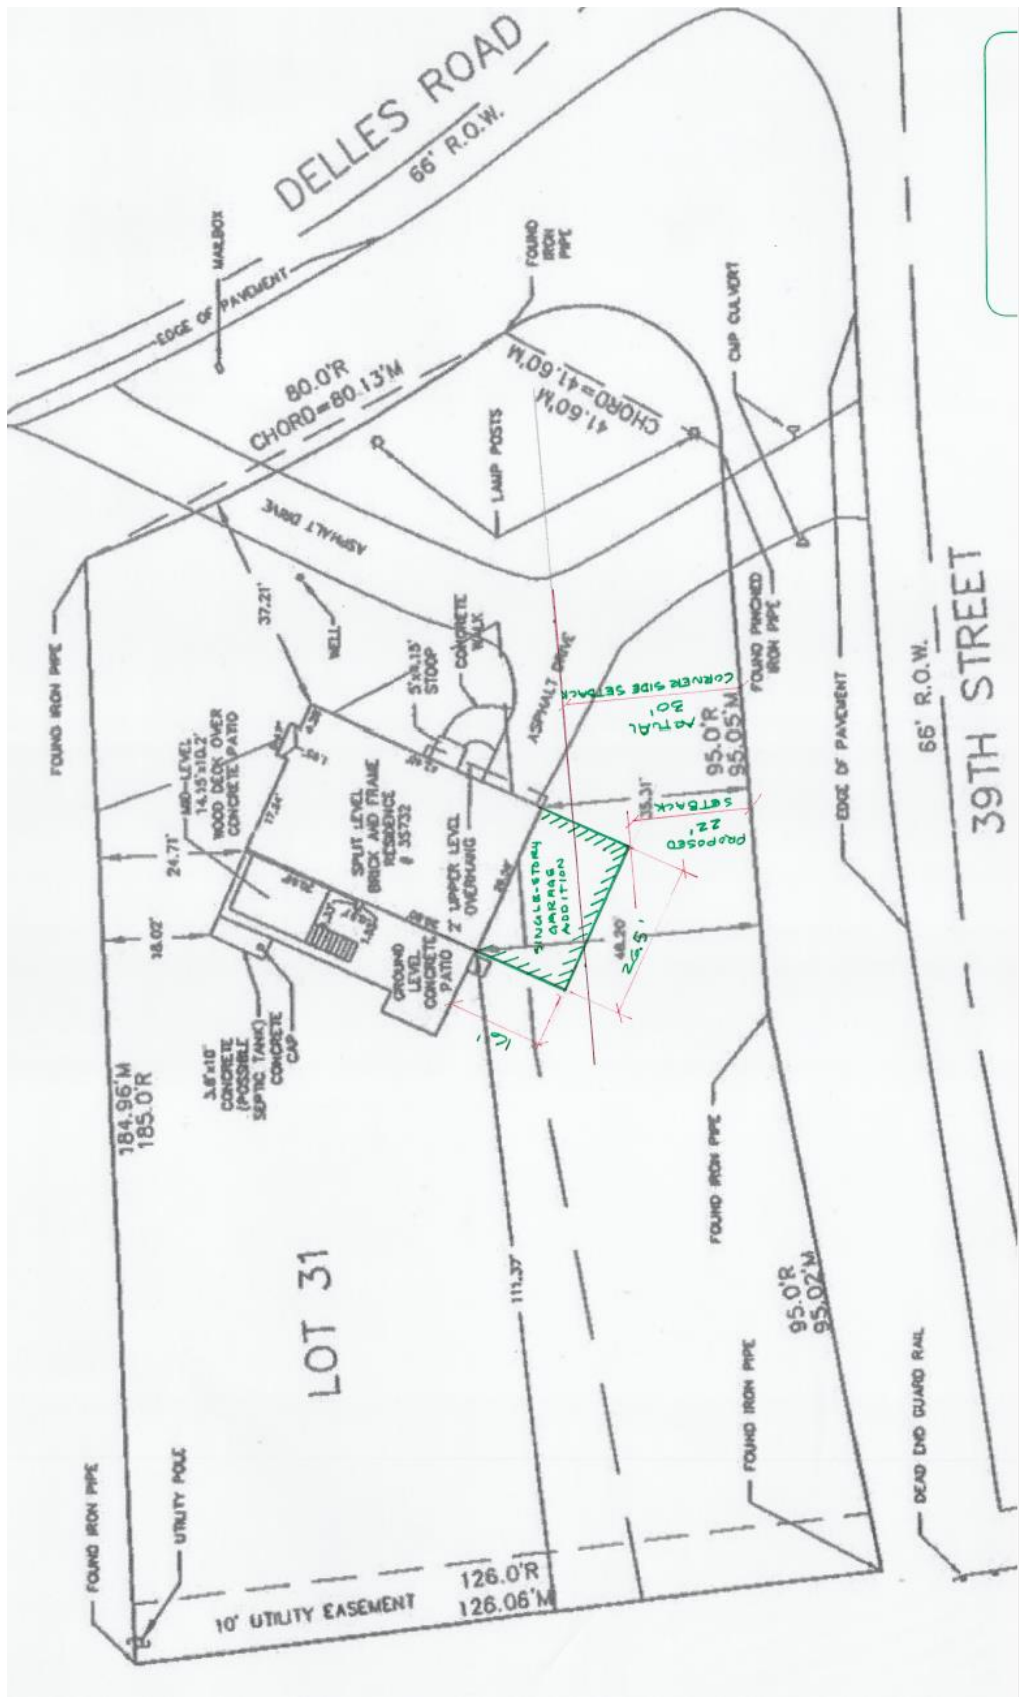 DELLES ROAD
66' R.O.W.
MAILBOX
EDGE OF PAVEMENT
FOUND
IRON
PIPE
80.0'R
CHORD=80.13'M
41.60'M
CHORD=41.60'M
CMP CULVERT
LAMP POSTS
ASPHALT DRIVE
FOUND IRON PIPE
37.21'
WELL
5'x4.15'
STOOP
CONCRETE
WALK
ASPHALT DRIVE
FOUND PINCHED
IRON PIPE
EDGE OF PAVEMENT
66' R.O.W.
39TH STREET
ACTUAL
30'
CORNER SIDE SETBACK
95.0'R
95.05'M
MID-LEVEL
14.15'x10.2'
WOOD DECK OVER
CONCRETE PATIO
24.71'
18.02'
SPLIT LEVEL
BRICK AND FRAME
RESIDENCE
# 35732
2' UPPER LEVEL
OVERHANG
35.31'
PROPOSED
22'
SETBACK
SINGLE-STORY
GARAGE
ADDITION
48.20'
GROUND
LEVEL
CONCRETE
PATIO
16'
3.8'x10'
CONCRETE
(POSSIBLE
SEPTIC TANK)
CONCRETE
CAP
184.96'M
185.0'R
FOUND IRON PIPE
LOT 31
111.37'
95.0'R
95.02'M
FOUND IRON PIPE
DEAD END GUARD RAIL
FOUND IRON PIPE
UTILITY POLE
10' UTILITY EASEMENT
126.0'R
126.06'M